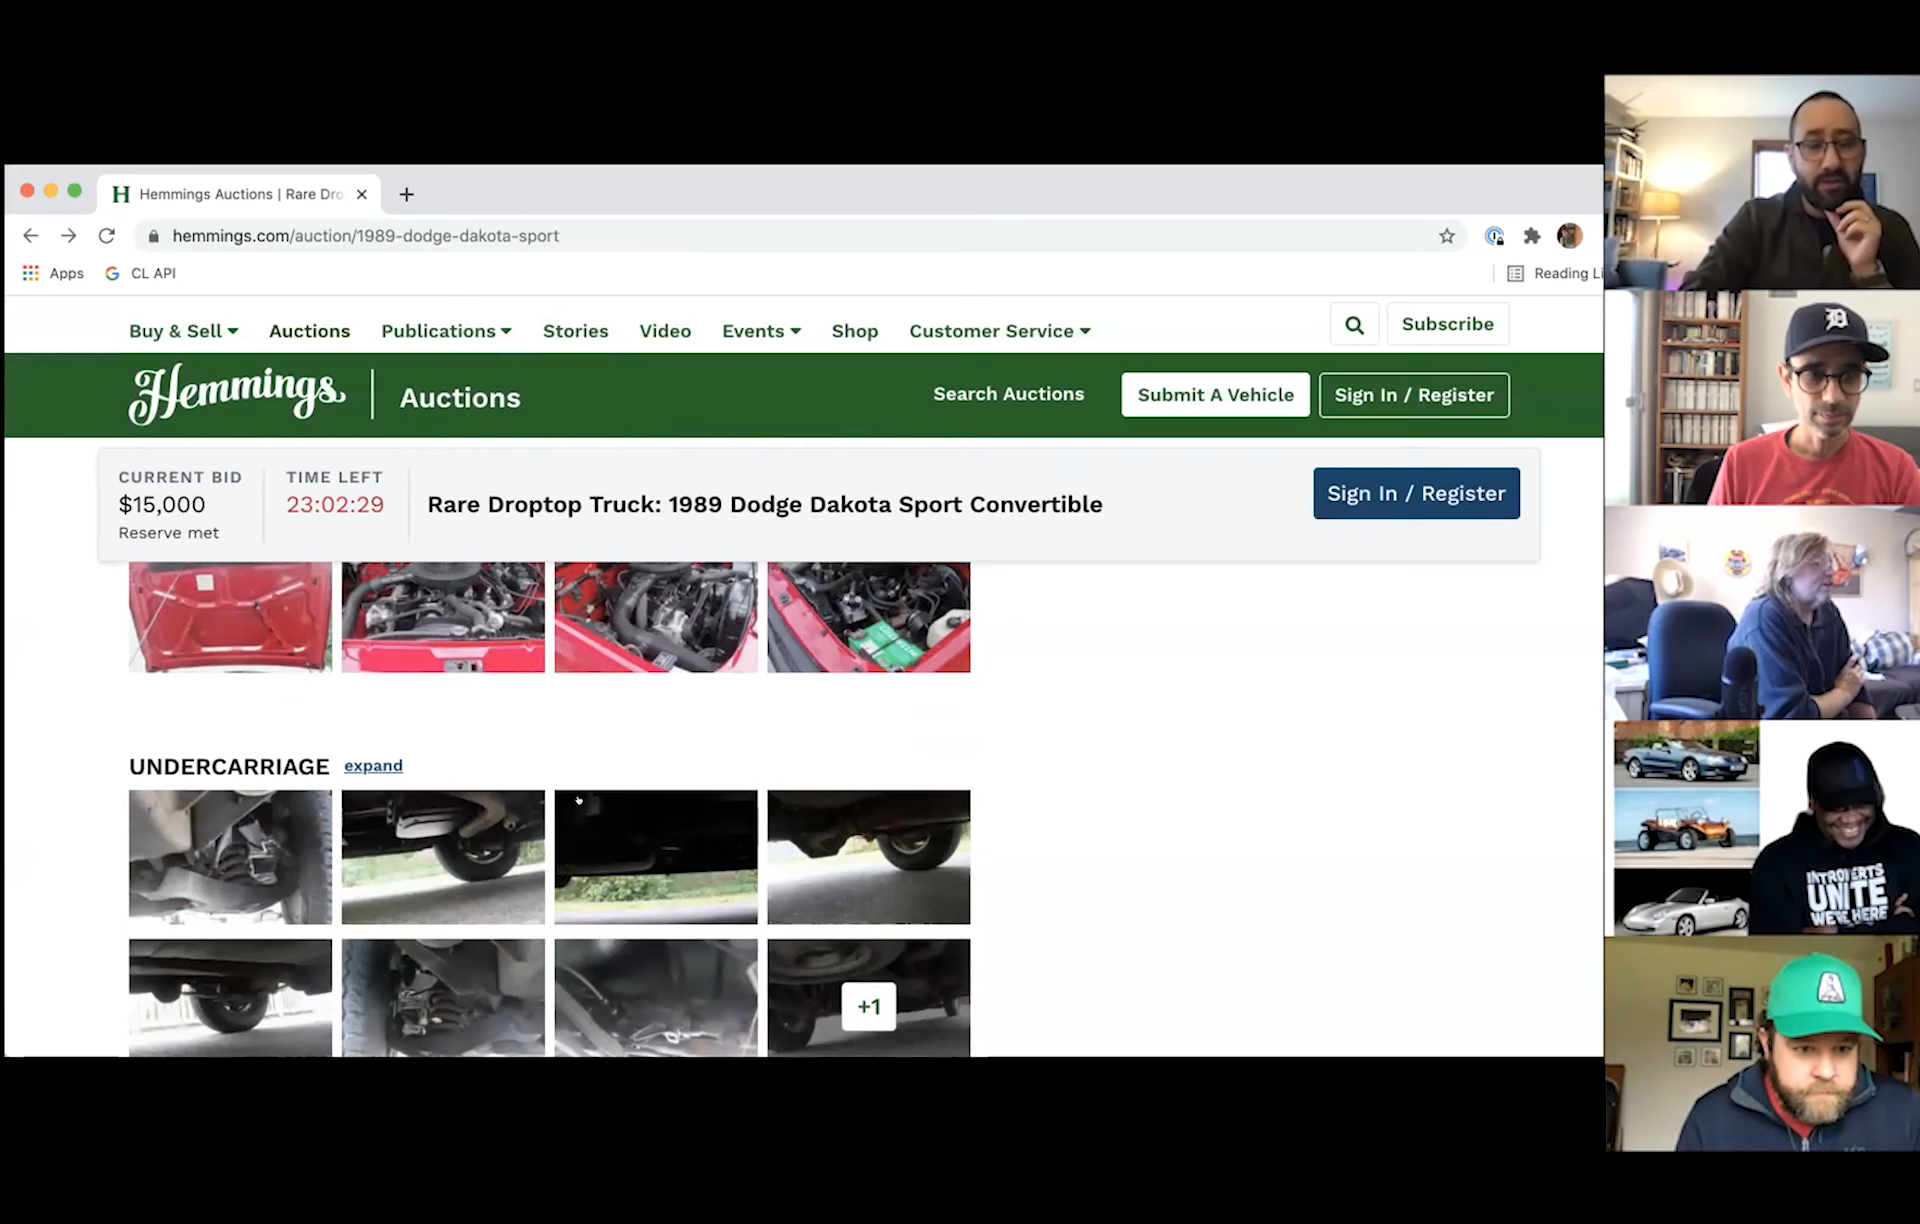 Hemmings Auctions | Rare Dro
hemmings.com/auction/1989-dodge-dakota-sport
Apps
CL API
Reading Li
Buy & Sell
Auctions
Publications
Stories
Video
Events
Shop
Customer Service
Subscribe
Hemmings
Auctions
Search Auctions
Submit A Vehicle
Sign In / Register
CURRENT BID
$15,000
Reserve met
TIME LEFT
23:02:29
Rare Droptop Truck: 1989 Dodge Dakota Sport Convertible
Sign In / Register
UNDERCARRIAGE
expand
+1
INTROVERTS
UNITE
WE'RE HERE